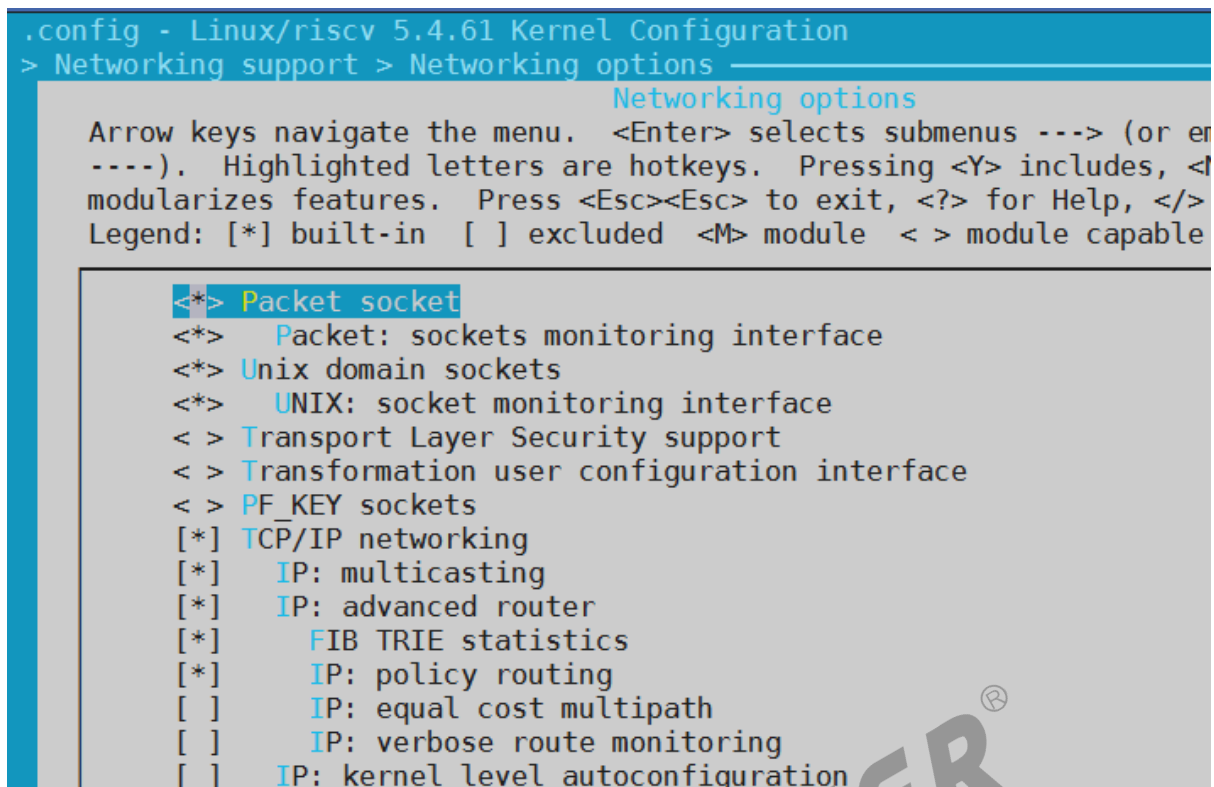 .config - Linux/riscv 5.4.61 Kernel Configuration
> Networking support > Networking options
Networking options
Arrow keys navigate the menu.  <Enter> selects submenus ---> (or
----).  Highlighted letters are hotkeys.  Pressing <Y> includes,
modularizes features.  Press <Esc><Esc> to exit, <?> for Help, </>
Legend: [*] built-in  [ ] excluded  <M> module  < > module capable
<*> Packet socket
<*>   Packet: sockets monitoring interface
<*> Unix domain sockets
<*>   UNIX: socket monitoring interface
< > Transport Layer Security support
< > Transformation user configuration interface
< > PF_KEY sockets
[*] TCP/IP networking
[*]   IP: multicasting
[*]   IP: advanced router
[*]     FIB TRIE statistics
[*]     IP: policy routing
[ ]     IP: equal cost multipath
[ ]     IP: verbose route monitoring
[ ]   IP: kernel level autoconfiguration